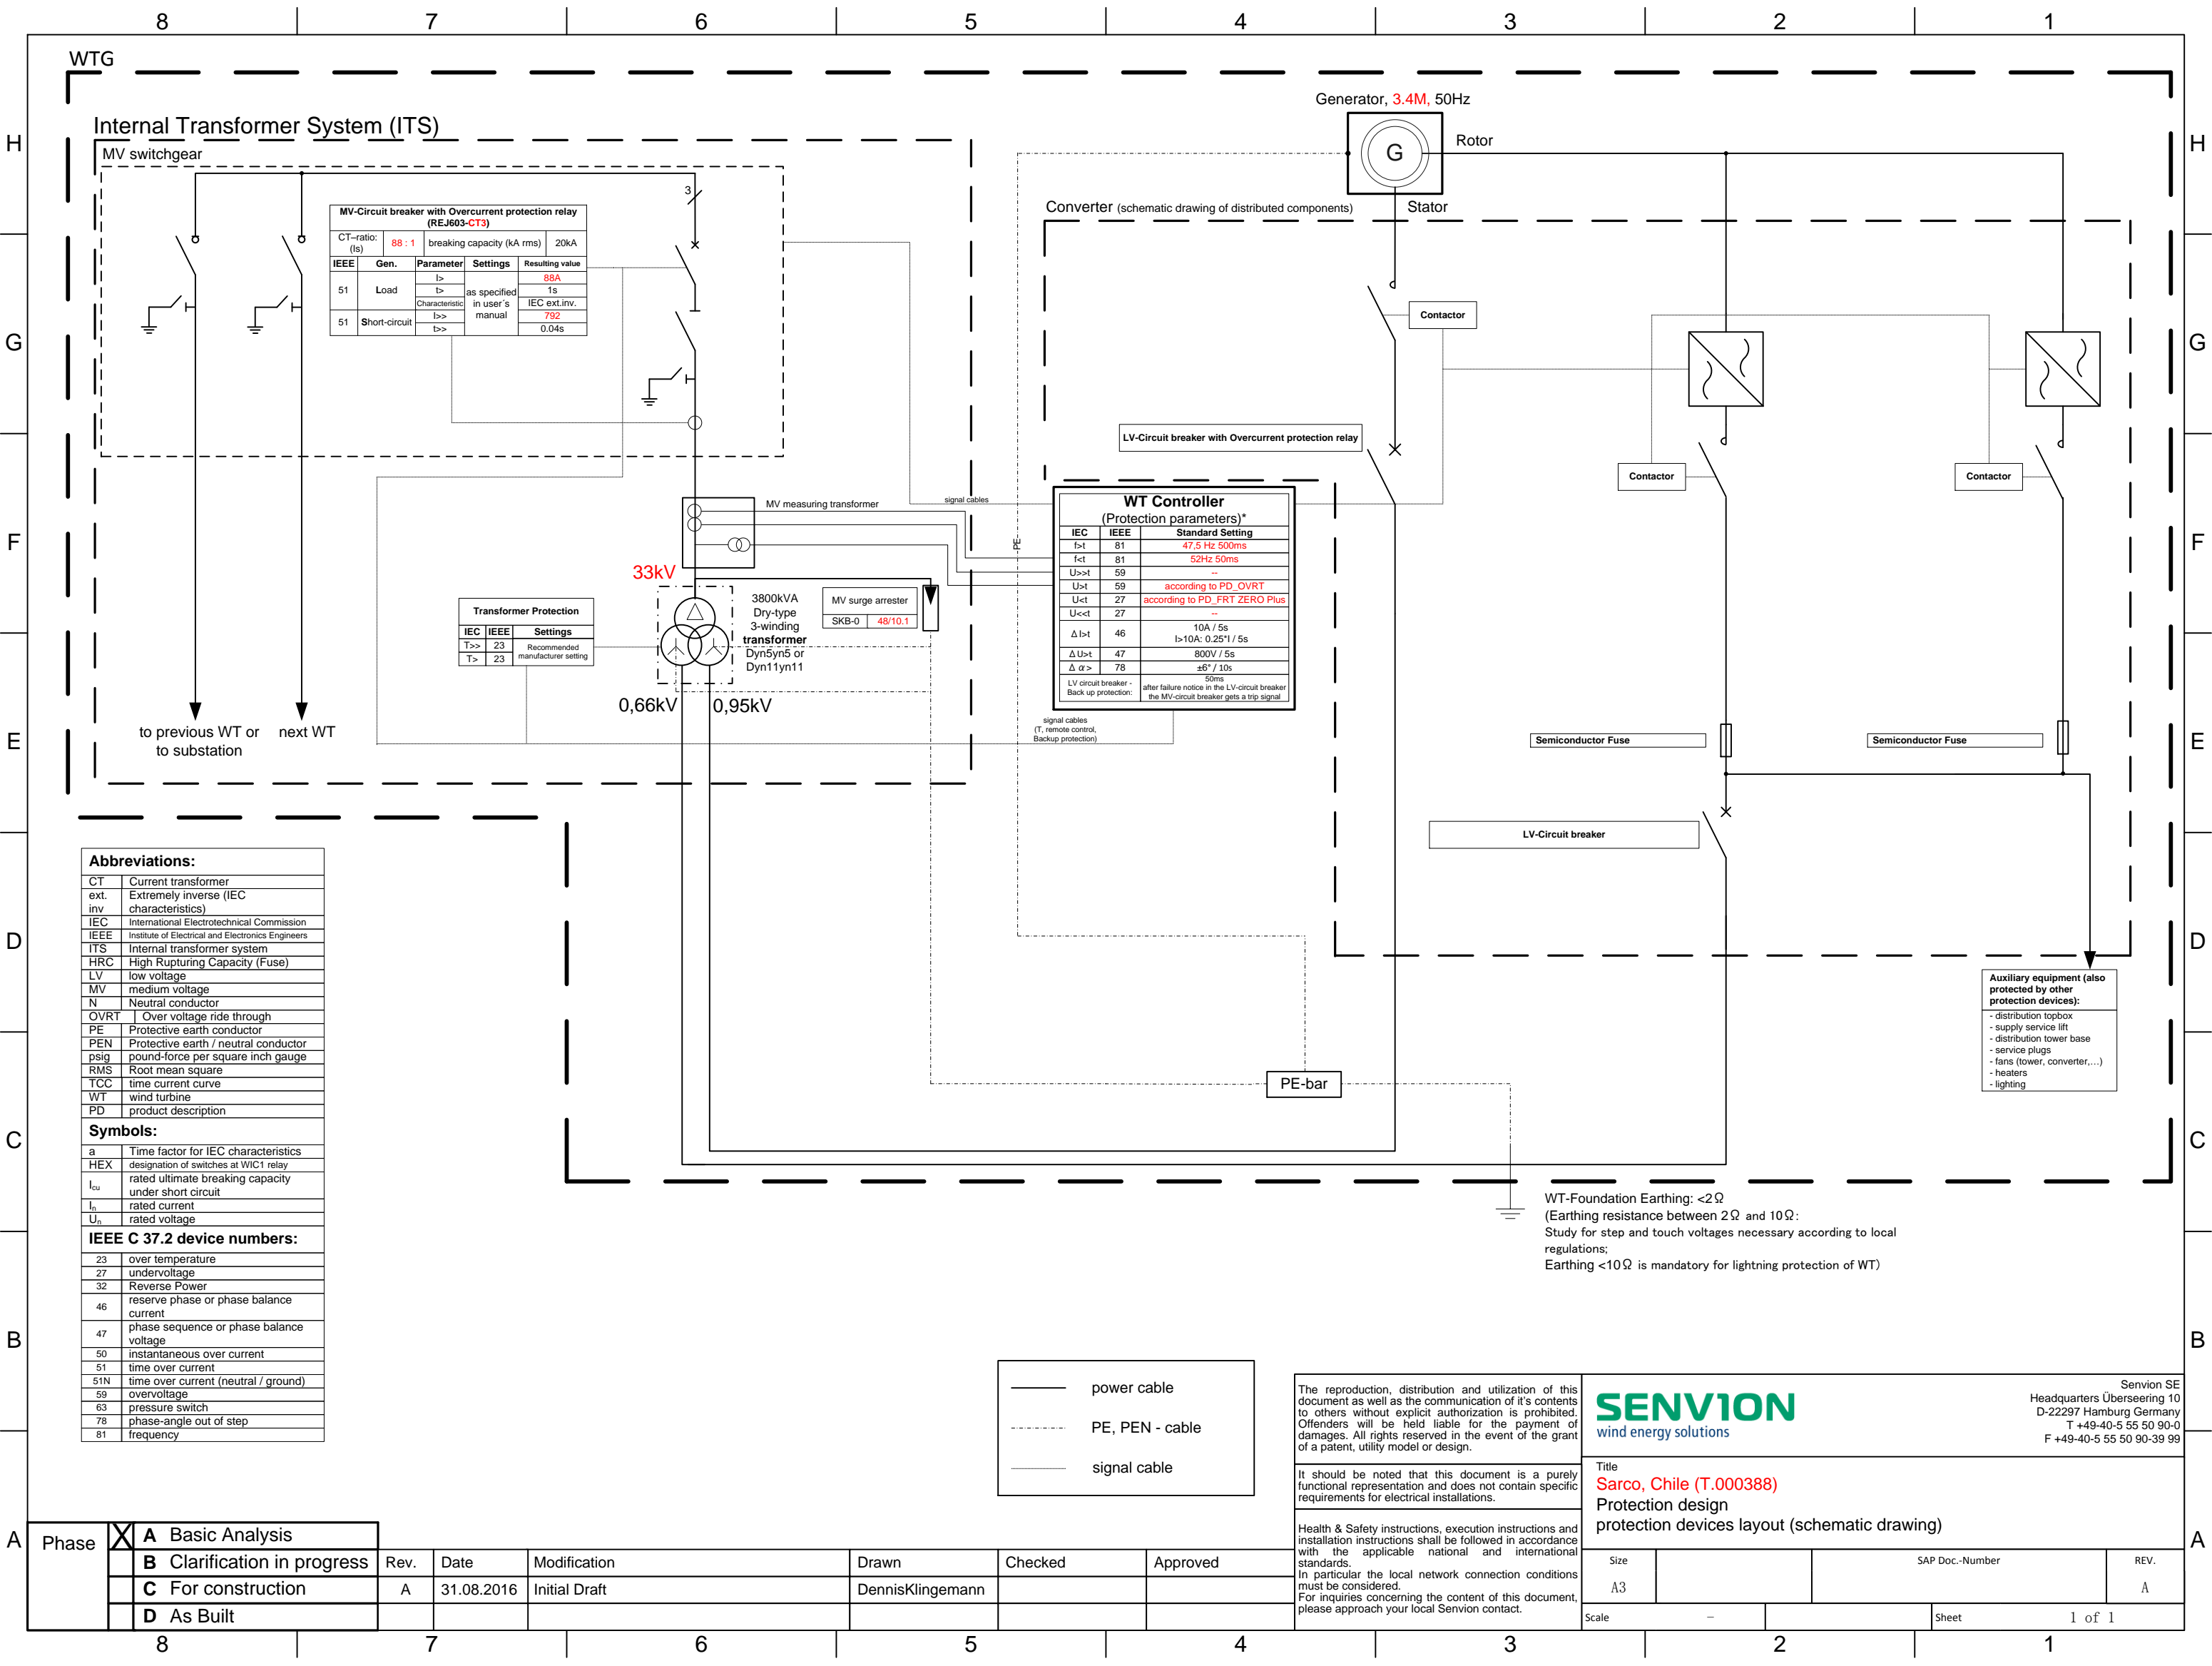 8 7 6 5 4 3 2 1
H
G
F
E
D
C
B
A
WTG
Internal Transformer System (ITS)
MV switchgear
3
MV-Circuit breaker with Overcurrent protection relay
(REJ603-CT3)
CT–ratio: (Is) 88 : 1 breaking capacity (kA rms) 20kA
IEEE Gen. Parameter Settings Resulting value
51 Load I> as specified in user´s manual 88A
t> 1s
Characteristic IEC ext.inv.
51 Short-circuit I>> 792
t>> 0.04s
to previous WT or
to substation
next WT
MV measuring transformer
signal cables
33kV
Transformer Protection
IEC IEEE Settings
T>> 23 Recommended
T> 23 manufacturer setting
3800kVA
Dry-type
3-winding
transformer
Dyn5yn5 or
Dyn11yn11
MV surge arrester
SKB-0 48/10.1
0,66kV
0,95kV
PE
signal cables
(T, remote control,
Backup protection)
Generator, 3.4M, 50Hz
G
Rotor
Stator
Converter (schematic drawing of distributed components)
Contactor
LV-Circuit breaker with Overcurrent protection relay
WT Controller
(Protection parameters)*
IEC IEEE Standard Setting
f>t 81 47,5 Hz 500ms
f<t 81 52Hz 50ms
U>>t 59 --
U>t 59 according to PD_OVRT
U<t 27 according to PD_FRT ZERO Plus
U<<t 27 --
Δ I>t 46 10A / 5s
I>10A: 0.25*I / 5s
Δ U>t 47 800V / 5s
Δ α > 78 ±6° / 10s
LV circuit breaker -
Back up protection:
50ms
after failure notice in the LV-circuit breaker
the MV-circuit breaker gets a trip signal
Contactor
Contactor
Semiconductor Fuse
Semiconductor Fuse
LV-Circuit breaker
Auxiliary equipment (also
protected by other
protection devices):
- distribution topbox
- supply service lift
- distribution tower base
- service plugs
- fans (tower, converter,…)
- heaters
- lighting
PE-bar
WT-Foundation Earthing: <2Ω
(Earthing resistance between 2Ω and 10Ω:
Study for step and touch voltages necessary according to local
regulations;
Earthing <10Ω is mandatory for lightning protection of WT)
Abbreviations:
CT Current transformer
ext. inv Extremely inverse (IEC
characteristics)
IEC International Electrotechnical Commission
IEEE Institute of Electrical and Electronics Engineers
ITS Internal transformer system
HRC High Rupturing Capacity (Fuse)
LV low voltage
MV medium voltage
N Neutral conductor
OVRT Over voltage ride through
PE Protective earth conductor
PEN Protective earth / neutral conductor
psig pound-force per square inch gauge
RMS Root mean square
TCC time current curve
WT wind turbine
PD product description
Symbols:
a Time factor for IEC characteristics
HEX designation of switches at WIC1 relay
Icu rated ultimate breaking capacity
under short circuit
In rated current
Un rated voltage
IEEE C 37.2 device numbers:
23 over temperature
27 undervoltage
32 Reverse Power
46 reserve phase or phase balance
current
47 phase sequence or phase balance
voltage
50 instantaneous over current
51 time over current
51N time over current (neutral / ground)
59 overvoltage
63 pressure switch
78 phase-angle out of step
81 frequency
power cable
PE, PEN - cable
signal cable
The reproduction, distribution and utilization of this
document as well as the communication of it's contents
to others without explicit authorization is prohibited.
Offenders will be held liable for the payment of
damages. All rights reserved in the event of the grant
of a patent, utility model or design.
It should be noted that this document is a purely
functional representation and does not contain specific
requirements for electrical installations.
Health & Safety instructions, execution instructions and
installation instructions shall be followed in accordance
with the applicable national and international
standards.
In particular the local network connection conditions
must be considered.
For inquiries concerning the content of this document,
please approach your local Senvion contact.
SENVION
wind energy solutions
Senvion SE
Headquarters Überseering 10
D-22297 Hamburg Germany
T +49-40-5 55 50 90-0
F +49-40-5 55 50 90-39 99
Title
Sarco, Chile (T.000388)
Protection design
protection devices layout (schematic drawing)
Size A3
SAP Doc.-Number
REV. A
Scale –
Sheet 1 of 1
Phase
X A Basic Analysis
B Clarification in progress
C For construction
D As Built
Rev. Date Modification Drawn Checked Approved
A 31.08.2016 Initial Draft DennisKlingemann
8 7 6 5 4 3 2 1
H
G
F
E
D
C
B
A